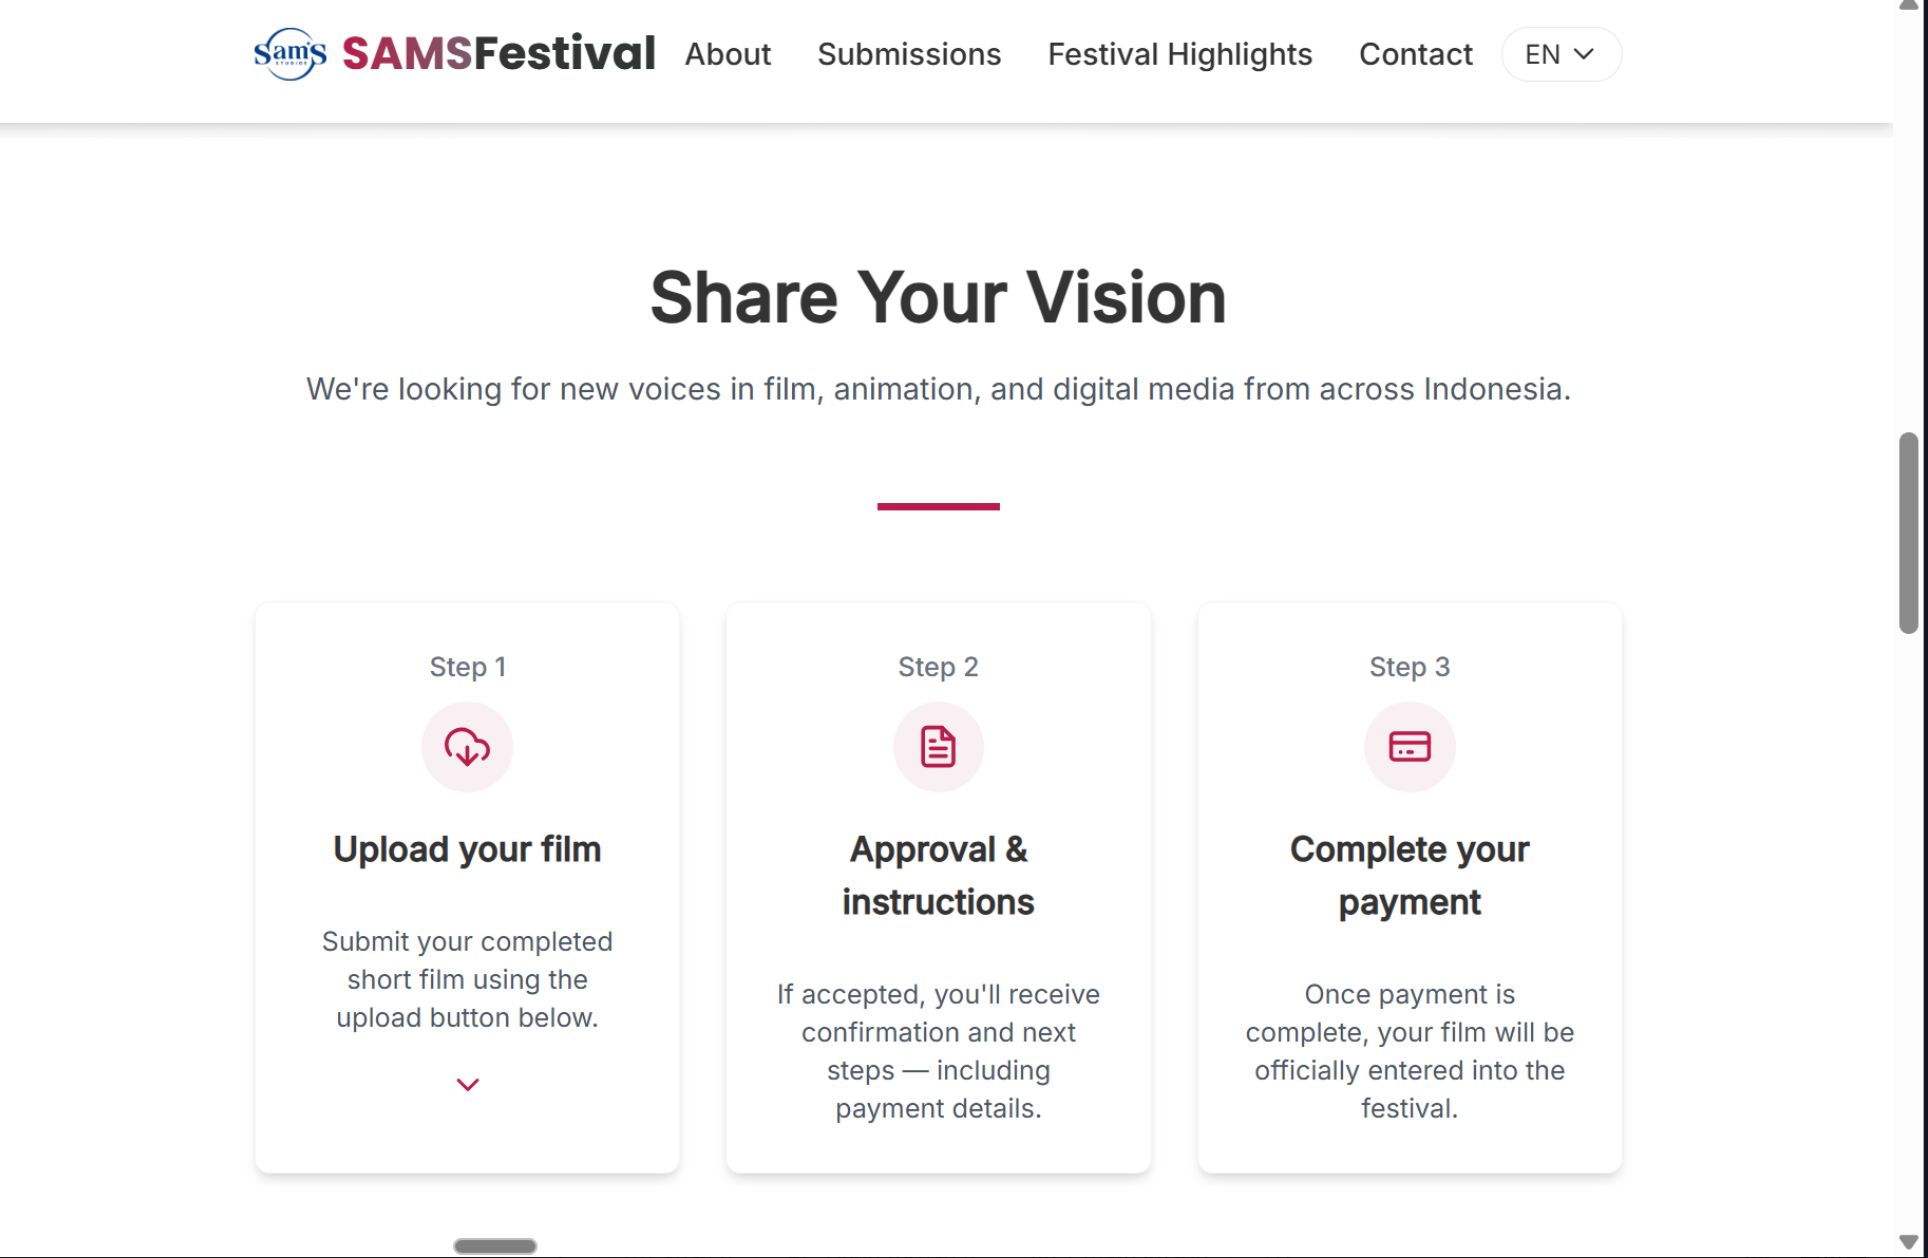 Sam's
STUDIOS
SAMSFestival
About
Submissions
Festival Highlights
Contact
EN
Share Your Vision
We're looking for new voices in film, animation, and digital media from across Indonesia.
Step 1
Upload your film
Submit your completed
short film using the
upload button below.
Step 2
Approval &
instructions
If accepted, you'll receive
confirmation and next
steps — including
payment details.
Step 3
Complete your
payment
Once payment is
complete, your film will be
officially entered into the
festival.